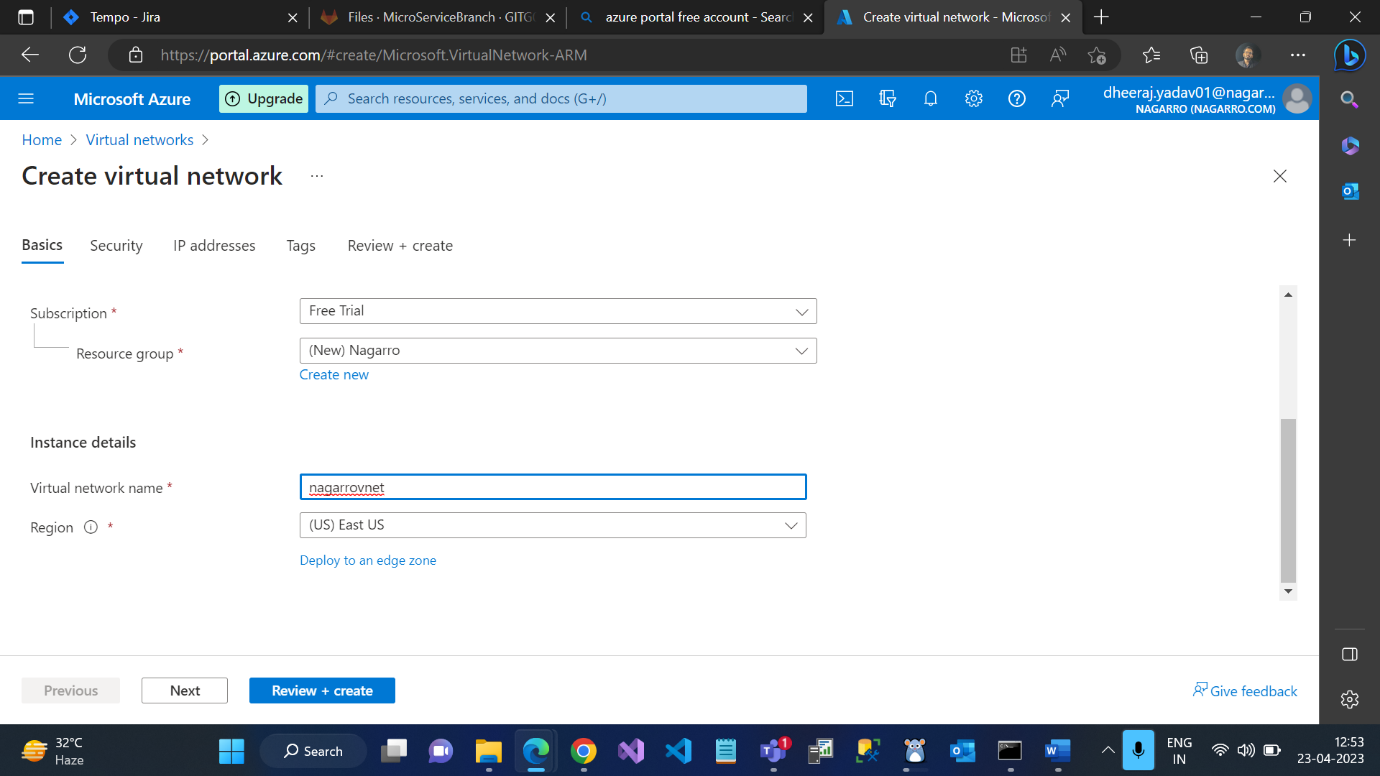 Tempo - Jira
Files · MicroServiceBranch · GITGO
azure portal free account - Search
Create virtual network - Microsof
https://portal.azure.com/#create/Microsoft.VirtualNetwork-ARM
Microsoft Azure
Upgrade
Search resources, services, and docs (G+/)
dheeraj.yadav01@nagar...
NAGARRO (NAGARRO.COM)
Home > Virtual networks >
Create virtual network ...
Basics Security IP addresses Tags Review + create
Subscription *
Free Trial
Resource group *
(New) Nagarro
Create new
Instance details
Virtual network name *
nagarrovnet
Region *
(US) East US
Deploy to an edge zone
Previous Next Review + create
Give feedback
32°C
Haze
Search
1
ENG
IN
12:53
23-04-2023